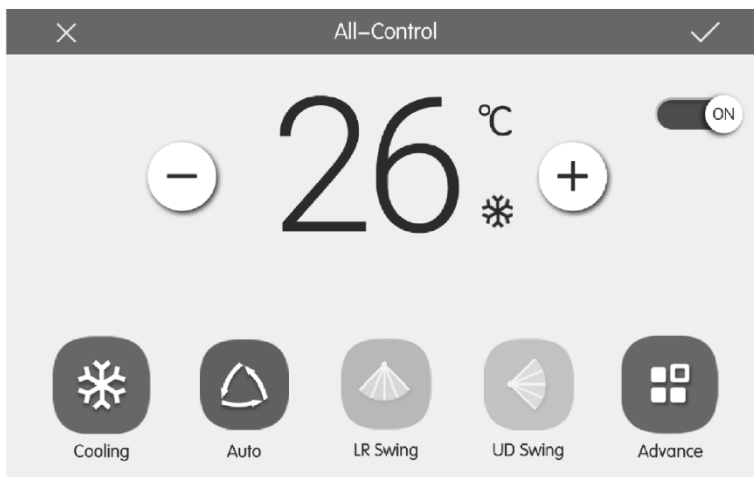 All-Control
26 °C
ON
Cooling
Auto
LR Swing
UD Swing
Advance